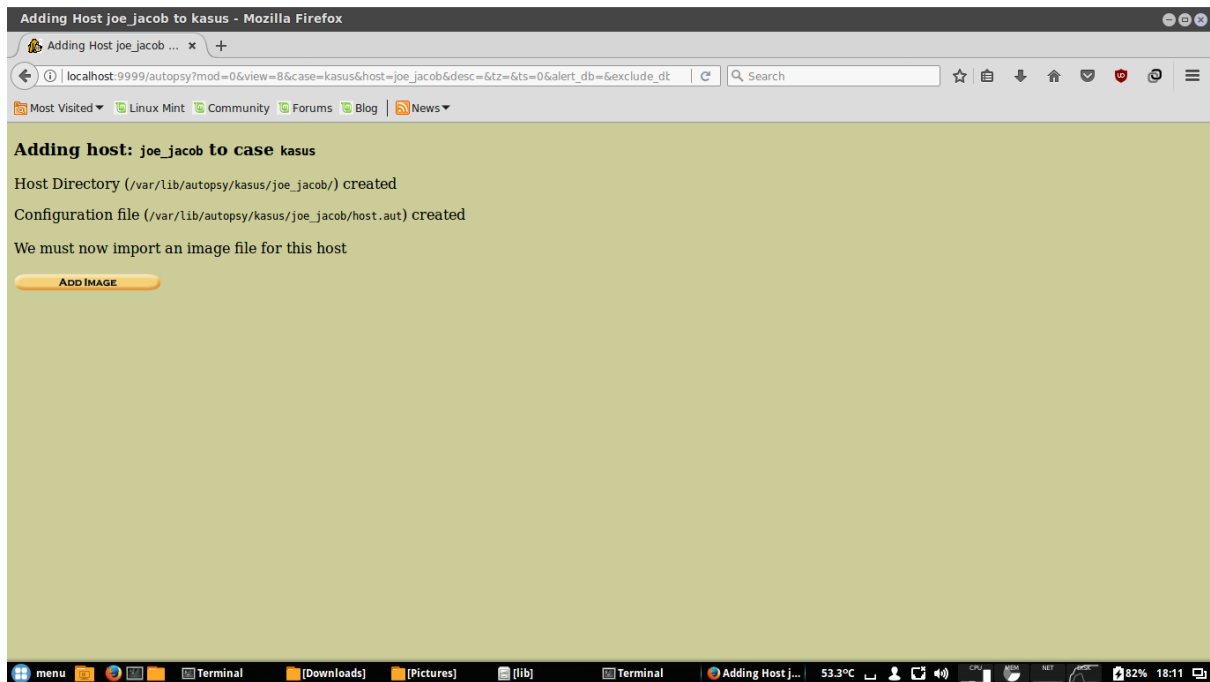 Adding Host joe_jacob to kasus - Mozilla Firefox
Adding Host joe_jacob ...
localhost:9999/autopsy?mod=0&view=8&case=kasus&host=joe_jacob&desc=&tz=&ts=0&alert_db=&exclude_db
Search
Most Visited Linux Mint Community Forums Blog News
Adding host: joe_jacob to case kasus
Host Directory (/var/lib/autopsy/kasus/joe_jacob/) created
Configuration file (/var/lib/autopsy/kasus/joe_jacob/host.aut) created
We must now import an image file for this host
ADD IMAGE
menu Terminal [Downloads] [Pictures] [lib] Terminal Adding Host j... 53.3°C CPU MEM NET DISK 82% 18:11